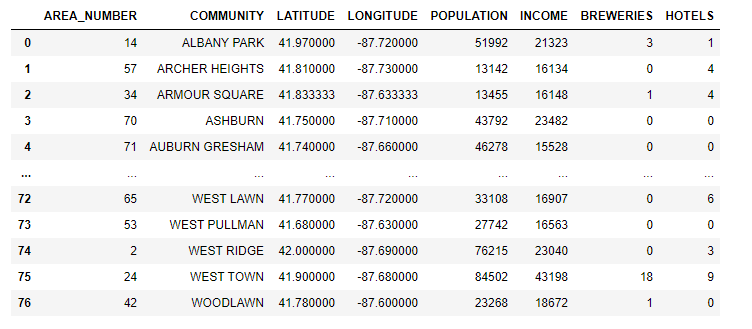 AREA_NUMBER COMMUNITY LATITUDE LONGITUDE POPULATION INCOME BREWERIES HOTELS
0 14 ALBANY PARK 41.970000 -87.720000 51992 21323 3 1
1 57 ARCHER HEIGHTS 41.810000 -87.730000 13142 16134 0 4
2 34 ARMOUR SQUARE 41.833333 -87.633333 13455 16148 1 4
3 70 ASHBURN 41.750000 -87.710000 43792 23482 0 0
4 71 AUBURN GRESHAM 41.740000 -87.660000 46278 15528 0 0
... ... ... ... ... ... ... ... ...
72 65 WEST LAWN 41.770000 -87.720000 33108 16907 0 6
73 53 WEST PULLMAN 41.680000 -87.630000 27742 16563 0 0
74 2 WEST RIDGE 42.000000 -87.690000 76215 23040 0 3
75 24 WEST TOWN 41.900000 -87.680000 84502 43198 18 9
76 42 WOODLAWN 41.780000 -87.600000 23268 18672 1 0